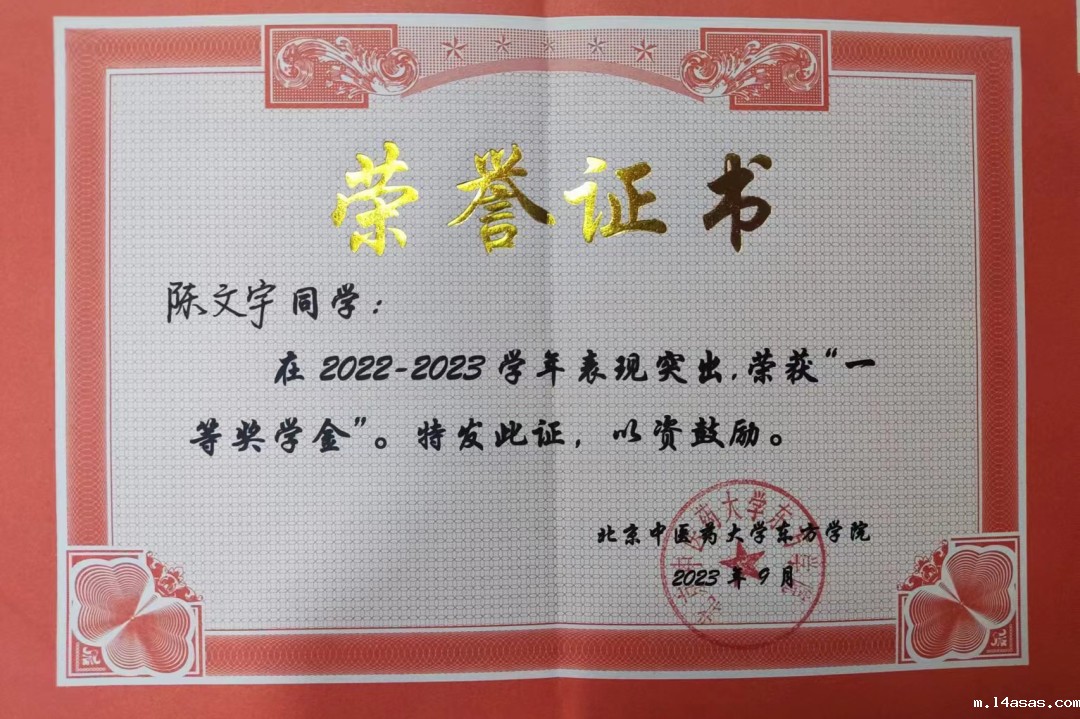 荣誉证书
陈文宇同学：
在2022-2023学年表现突出，荣获“一
等奖学金”。特发此证，以资鼓励。
北京中医药大学东方学院
2023年9月
m.14asas.com